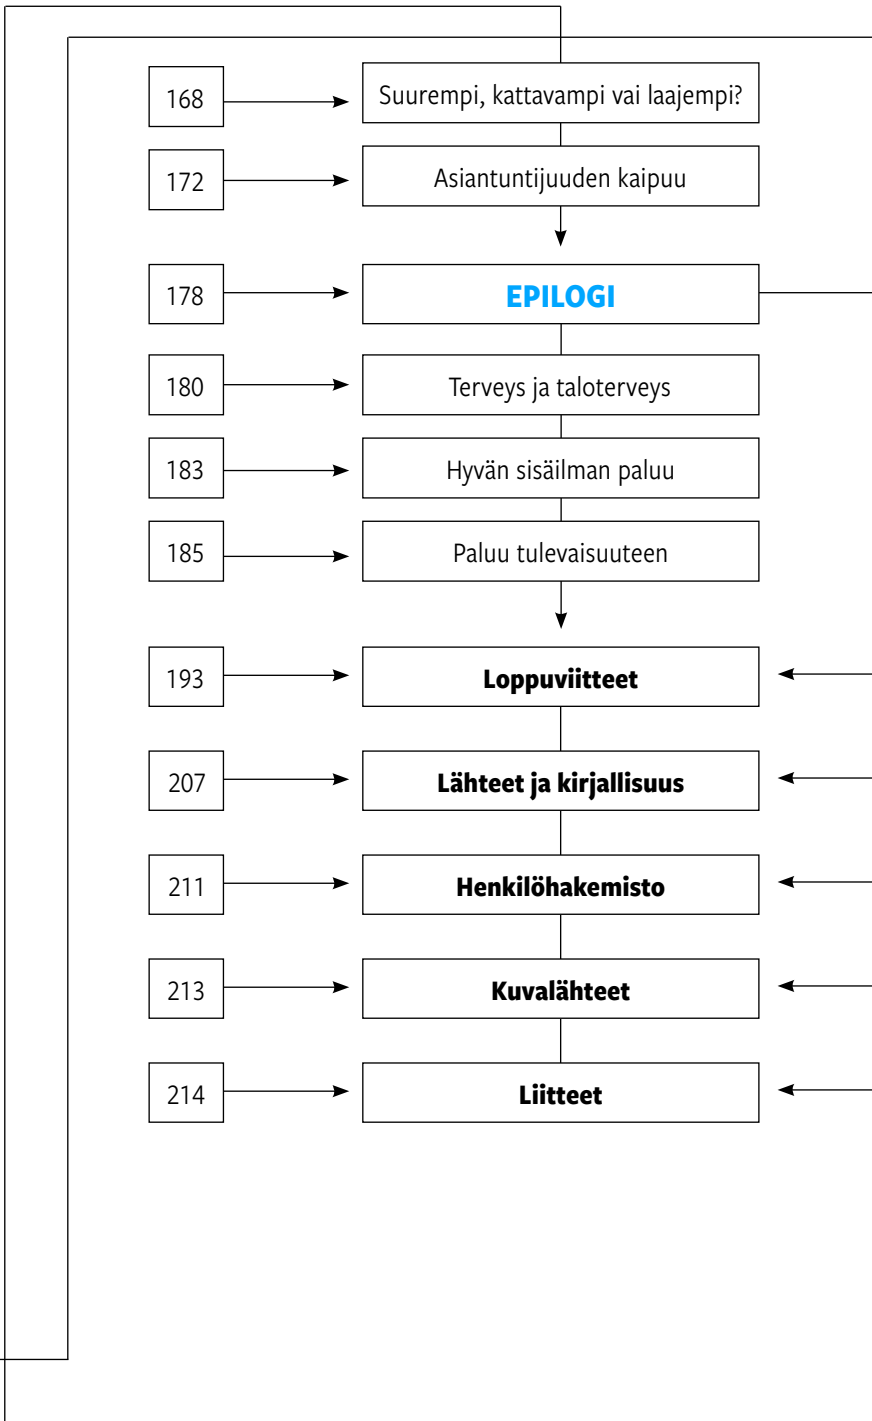 168 Suurempi, kattavampi vai laajempi?
172 Asiantuntijuuden kaipuu
178 EPILOGI
180 Terveys ja taloterveys
183 Hyvän sisäilman paluu
185 Paluu tulevaisuuteen
193 Loppuviitteet
207 Lähteet ja kirjallisuus
211 Henkilöhakemisto
213 Kuvalähteet
214 Liitteet